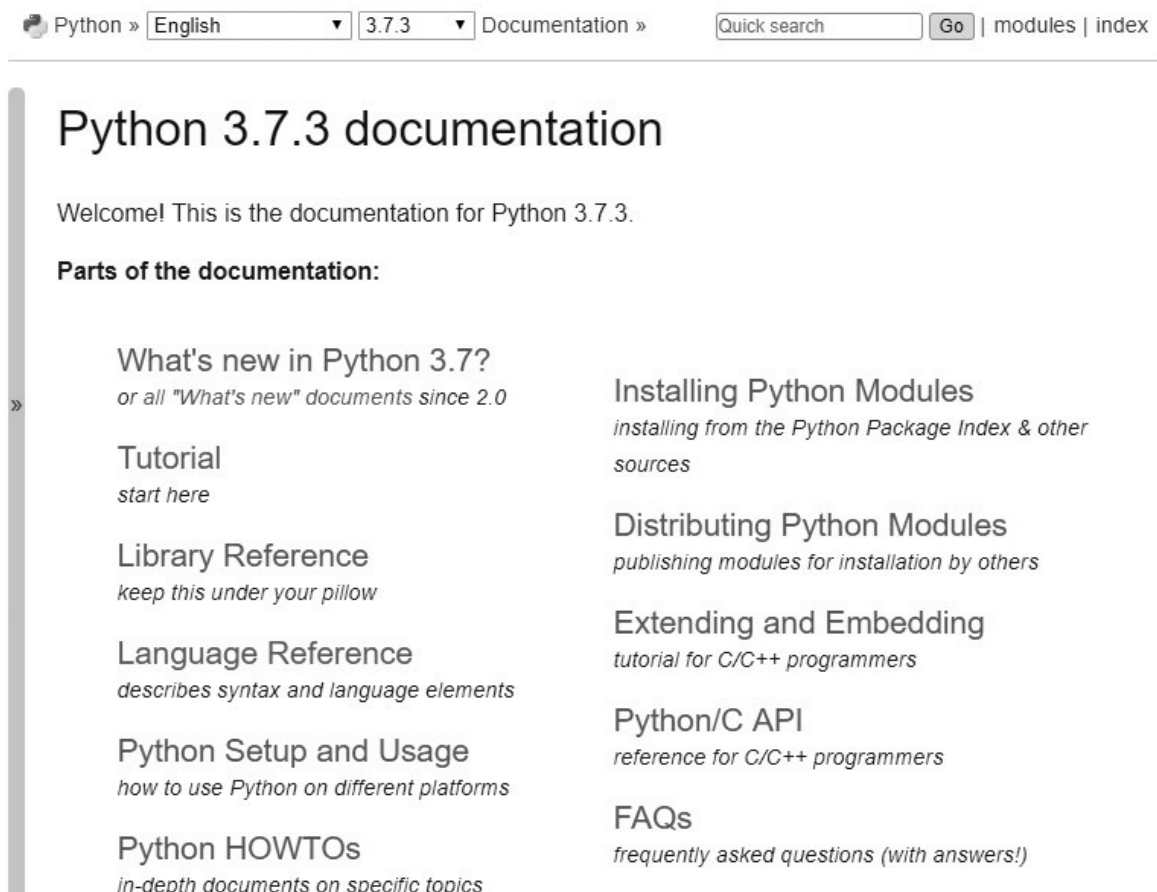 Python » English ▼ 3.7.3 ▼ Documentation » Quick search Go | modules | index
Python 3.7.3 documentation
Welcome! This is the documentation for Python 3.7.3.
Parts of the documentation:
What's new in Python 3.7?
or all "What's new" documents since 2.0
Tutorial
start here
Library Reference
keep this under your pillow
Language Reference
describes syntax and language elements
Python Setup and Usage
how to use Python on different platforms
Python HOWTOs
in-depth documents on specific topics
Installing Python Modules
installing from the Python Package Index & other
sources
Distributing Python Modules
publishing modules for installation by others
Extending and Embedding
tutorial for C/C++ programmers
Python/C API
reference for C/C++ programmers
FAQs
frequently asked questions (with answers!)
»